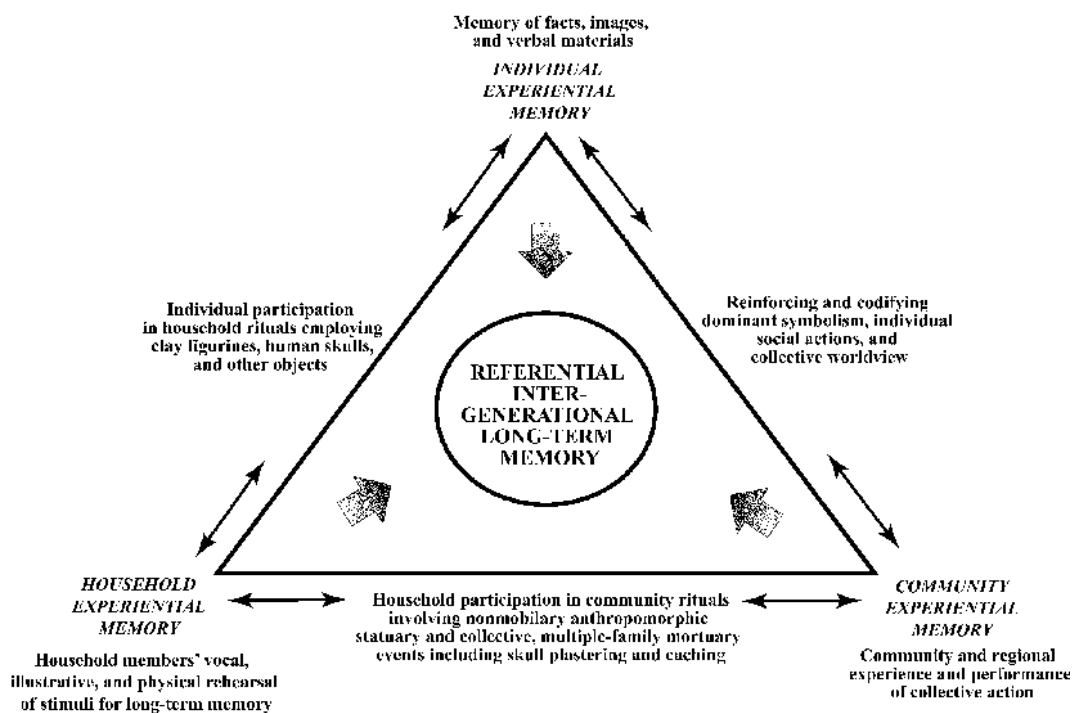 Memory of facts, images,
and verbal materials
INDIVIDUAL
EXPERIENTIAL
MEMORY
Individual participation
in household rituals employing
clay figurines, human skulls,
and other objects
Reinforcing and codifying
dominant symbolism, individual
social actions, and
collective worldview
REFERENTIAL
INTER-
GENERATIONAL
LONG-TERM
MEMORY
HOUSEHOLD
EXPERIENTIAL
MEMORY
Household members' vocal,
illustrative, and physical rehearsal
of stimuli for long-term memory
Household participation in community rituals
involving nonmobilary anthropomorphic
statuary and collective, multiple-family mortuary
events including skull plastering and caching
COMMUNITY
EXPERIENTIAL
MEMORY
Community and regional
experience and performance
of collective action